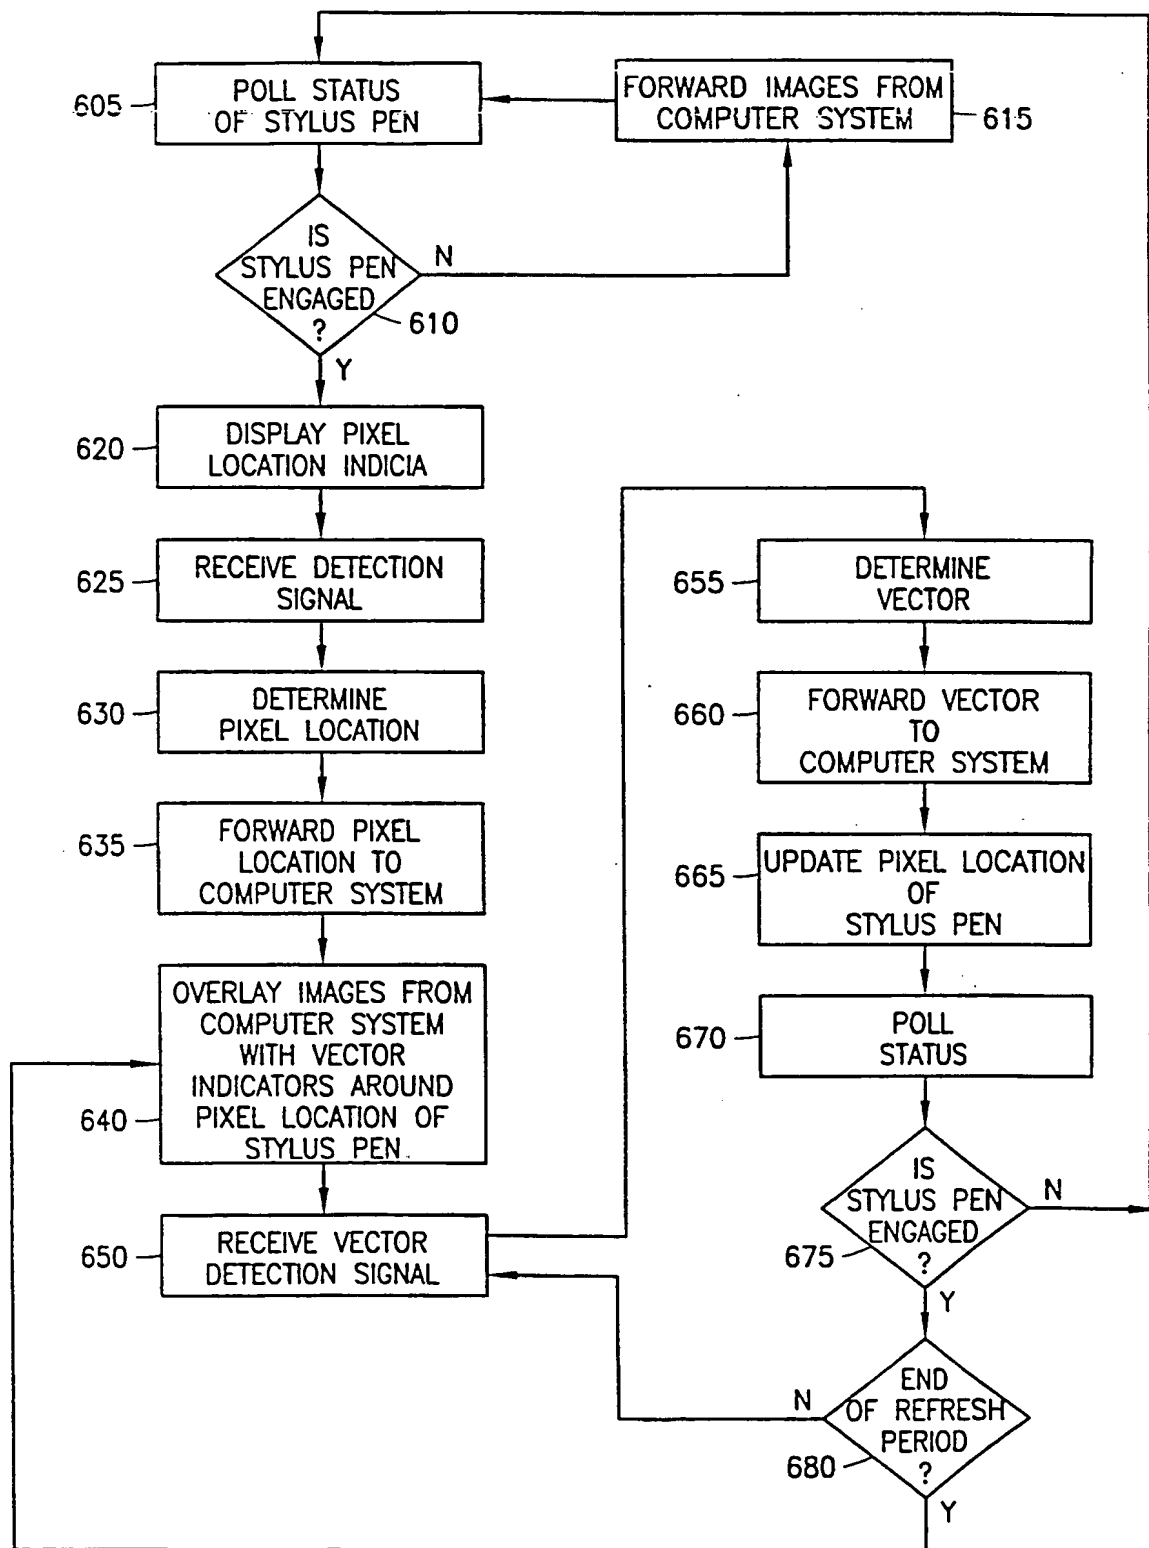 605
POLL STATUS
OF STYLUS PEN
FORWARD IMAGES FROM
COMPUTER SYSTEM
615
IS
STYLUS PEN
ENGAGED
?
610
N
Y
620
DISPLAY PIXEL
LOCATION INDICIA
625
RECEIVE DETECTION
SIGNAL
630
DETERMINE
PIXEL LOCATION
635
FORWARD PIXEL
LOCATION TO
COMPUTER SYSTEM
640
OVERLAY IMAGES FROM
COMPUTER SYSTEM
WITH VECTOR
INDICATORS AROUND
PIXEL LOCATION OF
STYLUS PEN
650
RECEIVE VECTOR
DETECTION SIGNAL
655
DETERMINE
VECTOR
660
FORWARD VECTOR
TO
COMPUTER SYSTEM
665
UPDATE PIXEL LOCATION
OF
STYLUS PEN
670
POLL
STATUS
IS
STYLUS PEN
ENGAGED
?
675
N
Y
END
OF REFRESH
PERIOD
?
680
N
Y